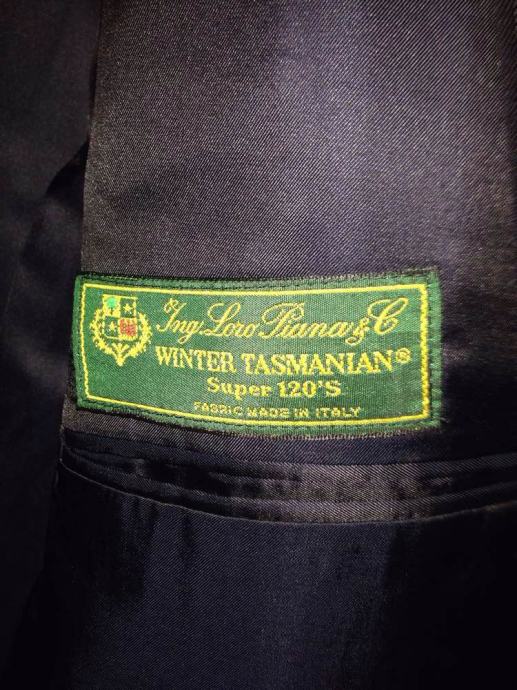 Ing. Loro Piana & C
WINTER TASMANIAN®
Super 120'S
FABRIC MADE IN ITALY